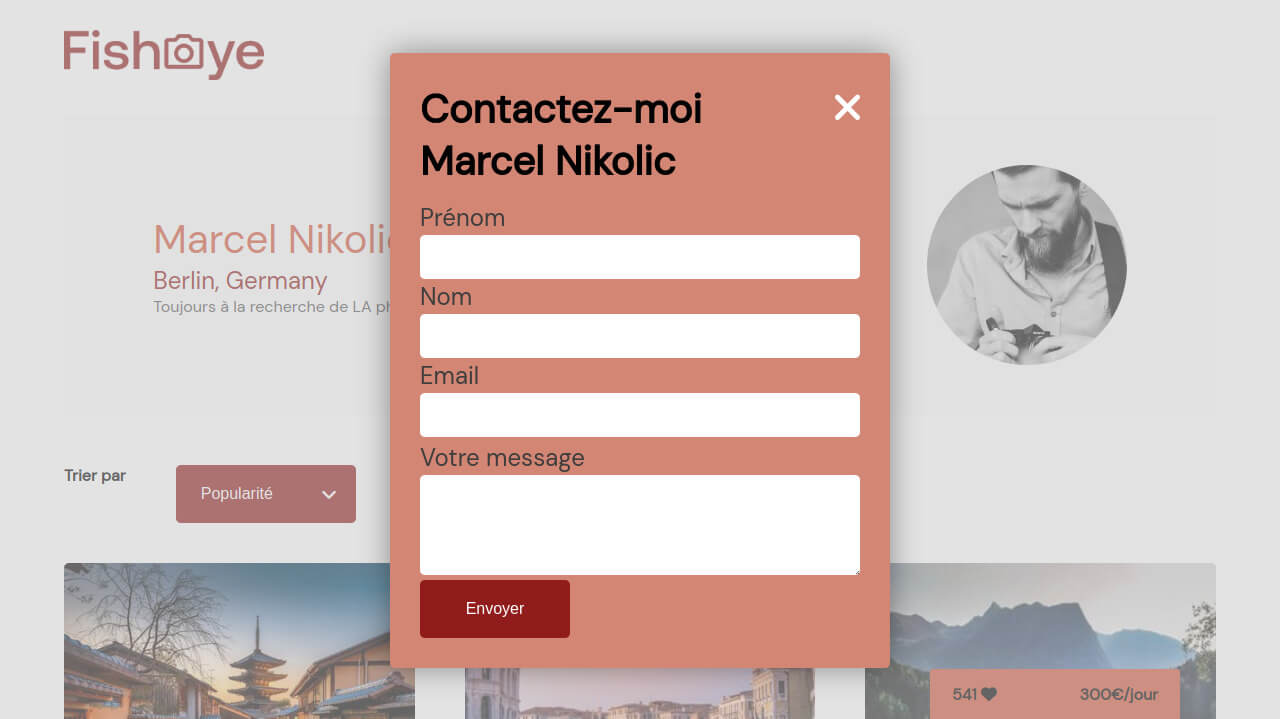 Fisheye
Contactez-moi
Marcel Nikolic
Prénom
Nom
Email
Votre message
Envoyer
Marcel Nikolic
Berlin, Germany
Toujours à la recherche de LA
Trier par
Popularité
541
300€/jour